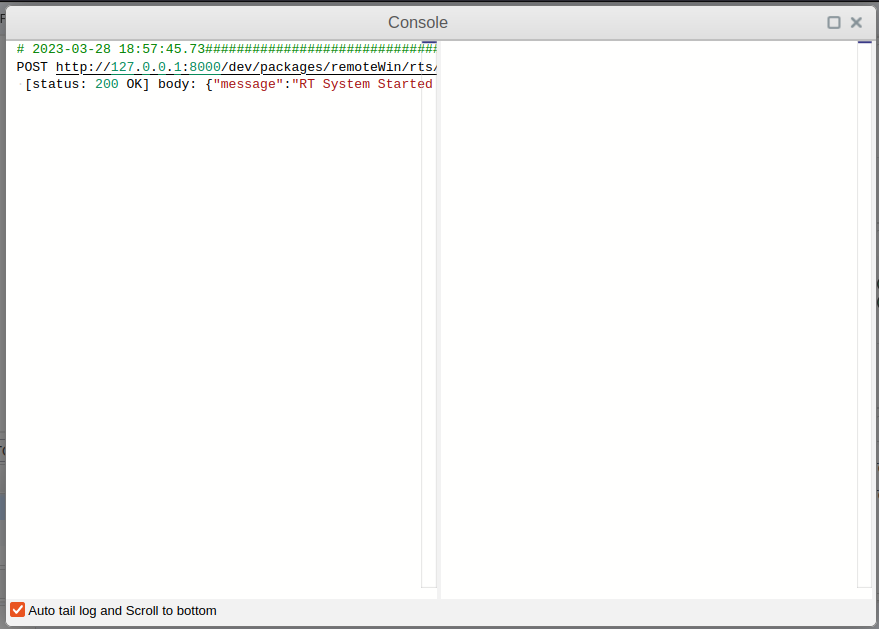 Console
# 2023-03-28 18:57:45.73##############################
POST http://127.0.0.1:8000/dev/packages/remoteWin/rts/
[status: 200 OK] body: {"message":"RT System Started
Auto tail log and Scroll to bottom